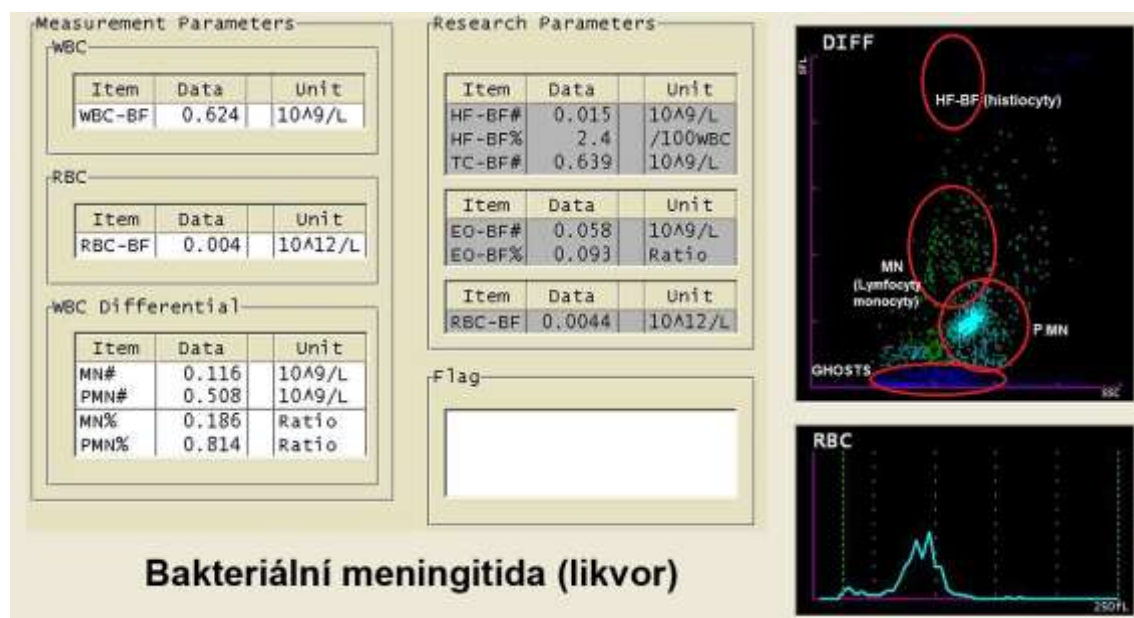 Measurement Parameters
WBC
Item Data Unit
WBC-BF 0.624 10^9/L
RBC
Item Data Unit
RBC-BF 0.004 10^12/L
WBC Differential
Item Data Unit
MN# 0.116 10^9/L
PMN# 0.508 10^9/L
MN% 0.186 Ratio
PMN% 0.814 Ratio
Research Parameters
Item Data Unit
HF-BF# 0.015 10^9/L
HF-BF% 2.4 /100WBC
TC-BF# 0.639 10^9/L
Item Data Unit
EO-BF# 0.058 10^9/L
EO-BF% 0.093 Ratio
Item Data Unit
RBC-BF 0.0044 10^12/L
Flag
DIFF
SFL
HF-BF (histiocyty)
MN
(Lymfocyty
monocyty)
PMN
GHOSTS
SSC
RBC
250fL
Bakteriální meningitida (likvor)